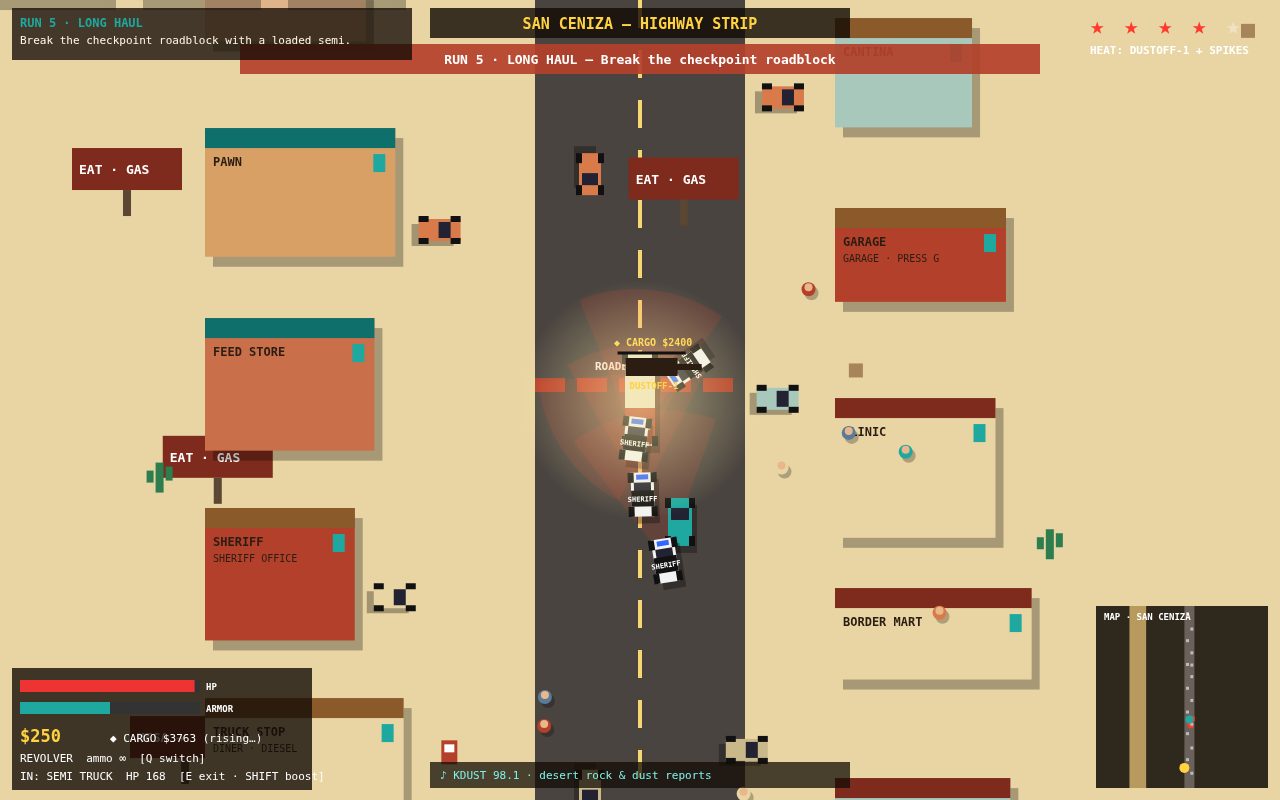 RUN 5 · LONG HAUL
Break the checkpoint roadblock with a loaded semi.
SAN CENIZA — HIGHWAY STRIP
RUN 5 · LONG HAUL — Break the checkpoint roadblock
HEAT: DUSTOFF-1 + SPIKES
CANTINA
EAT · GAS
PAWN
EAT · GAS
GARAGE
GARAGE · PRESS G
FEED STORE
◆ CARGO $2400
SHERIFF
EAT · GAS
SHERIFF
SHERIFF
SHERIFF
SHERIFF
SHERIFF OFFICE
BORDER MART
MAP · SAN CENIZA
HP
ARMOR
$250
◆ CARGO $3763 (rising…)
TRUCK STOP
DINER · DIESEL
REVOLVER ammo ∞ [Q switch]
IN: SEMI TRUCK HP 168 [E exit · SHIFT boost]
♪ KDUST 98.1 · desert rock & dust reports